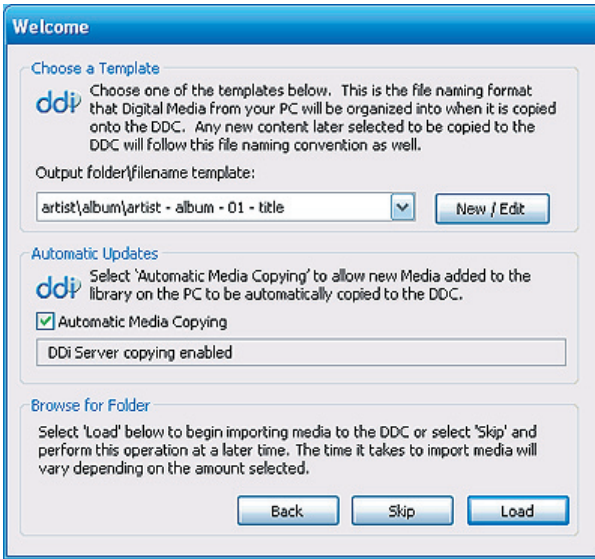 Welcome
Choose a Template
ddi Choose one of the templates below. This is the file naming format
that Digital Media from your PC will be organized into when it is copied
onto the DDC. Any new content later selected to be copied to the
DDC will follow this file naming convention as well.
Output folder\filename template:
artist\album\artist - album - 01 - title
New / Edit
Automatic Updates
ddi Select 'Automatic Media Copying' to allow new Media added to the
library on the PC to be automatically copied to the DDC.
Automatic Media Copying
DDi Server copying enabled
Browse for Folder
Select 'Load' below to begin importing media to the DDC or select 'Skip' and
perform this operation at a later time. The time it takes to import media will
vary depending on the amount selected.
Back Skip Load